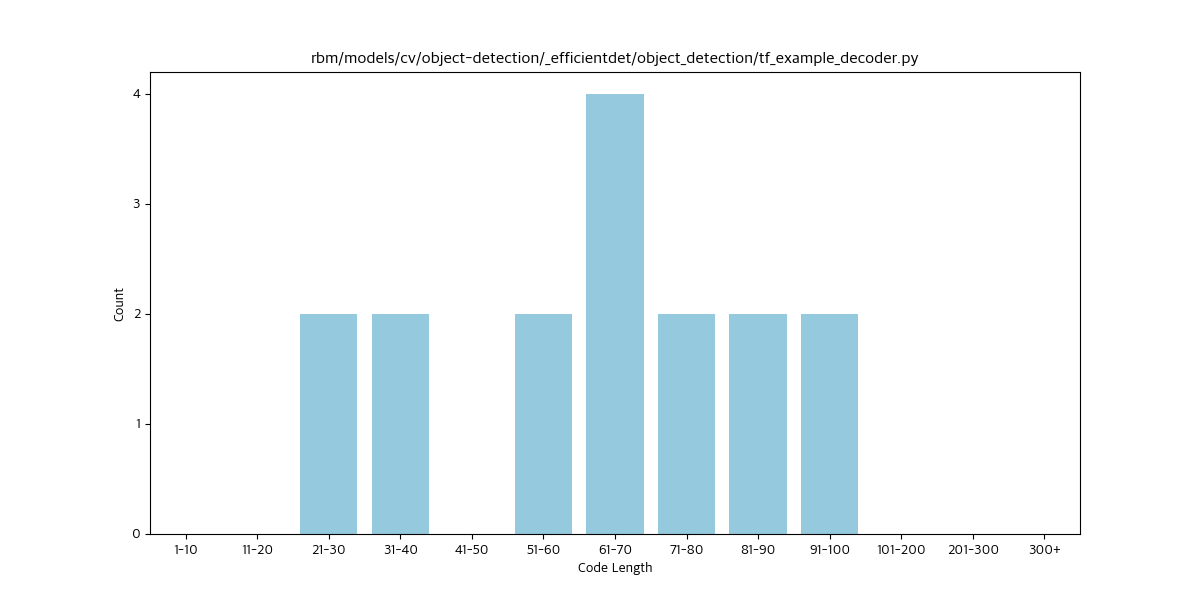 rbm/models/cv/object-detection/_efficientdet/object_detection/tf_example_decoder.py
Count
4
3
2
1
0
1-10 11-20 21-30 31-40 41-50 51-60 61-70 71-80 81-90 91-100 101-200 201-300 300+
Code Length